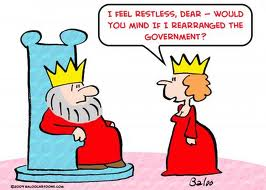 I FEEL RESTLESS, DEAR — WOULD
YOU MIND IF I REARRANGED THE
GOVERNMENT?
Baloo